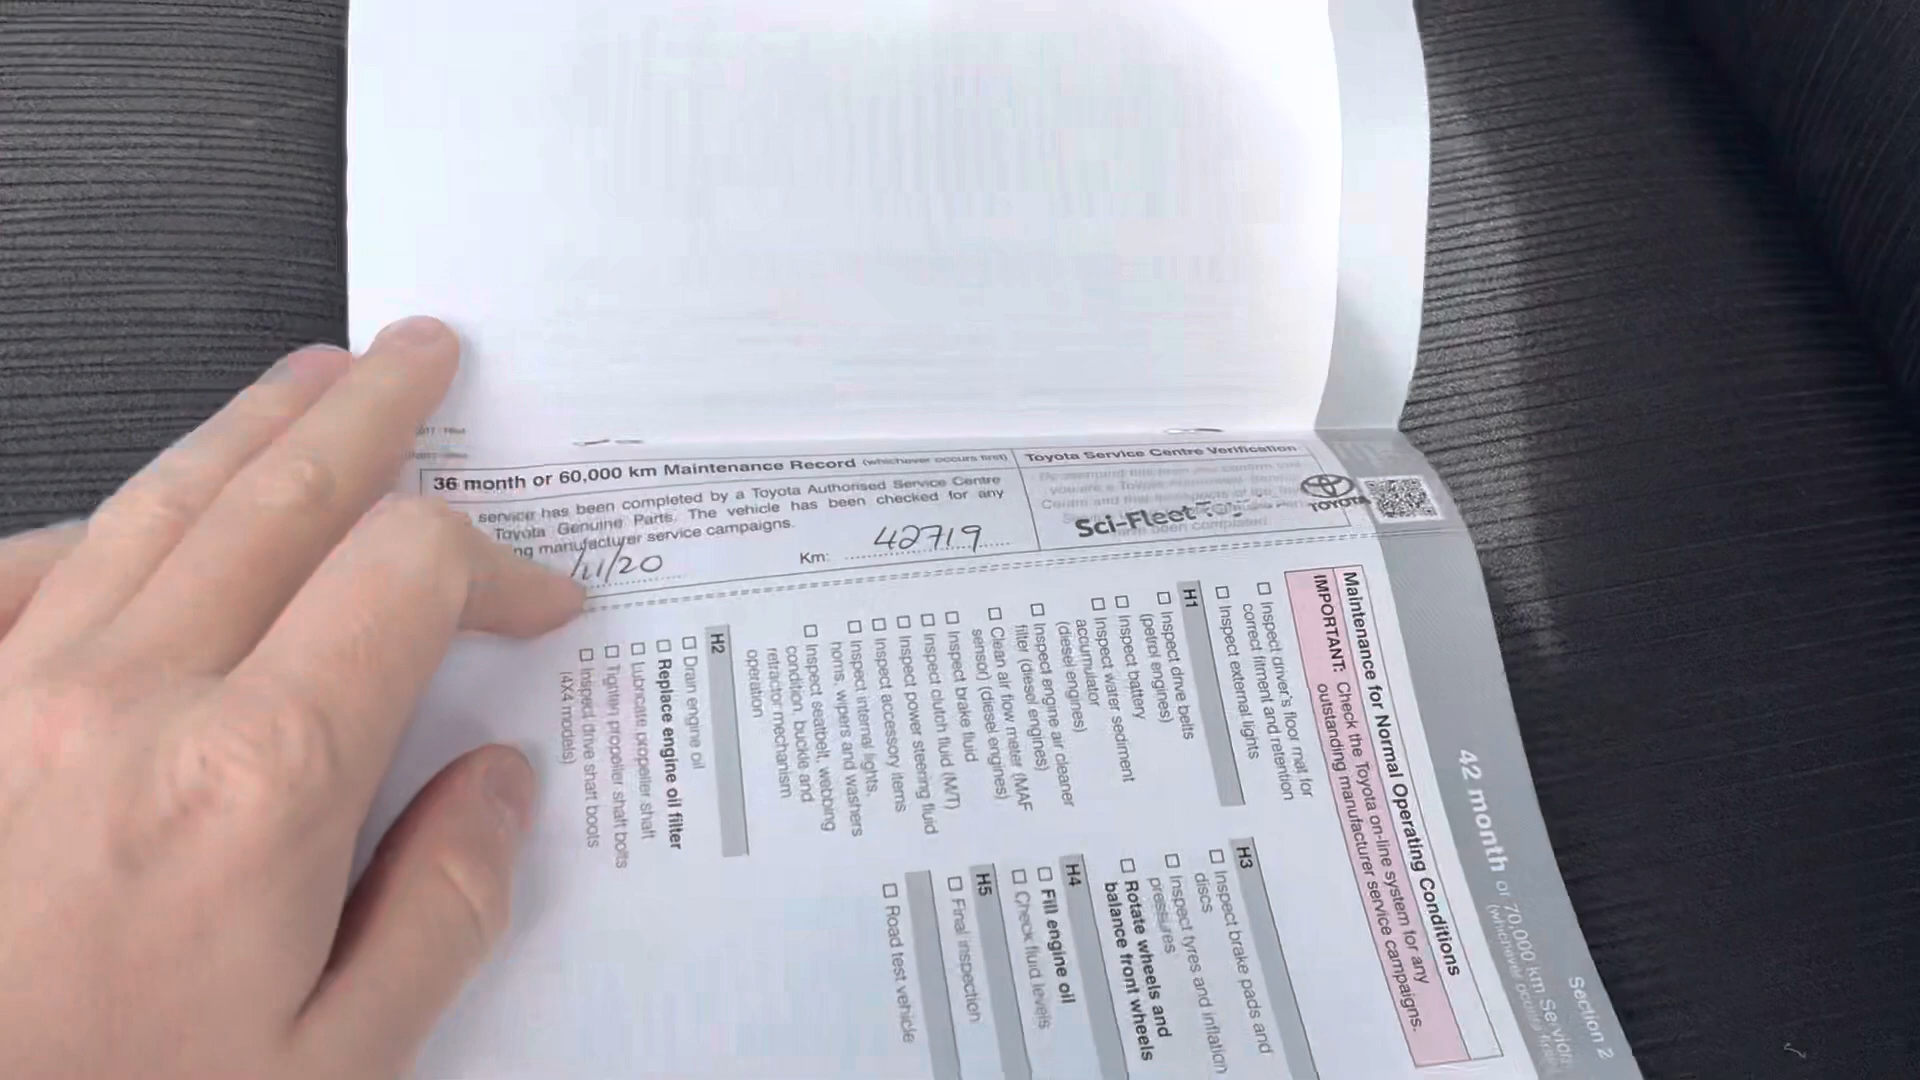 36 month or 60,000 km Maintenance Record (whichever occurs first)
service has been completed by a Toyota Authorised Service Centre
Toyota Genuine Parts. The vehicle has been checked for any
ng manufacturer service campaigns.
/11/20
Km: 42719
Toyota Service Centre Verification
Sci-Fleet
TOYOTA
Section 2
42 month or 70,000 km Service
(whichever occurs first)
Maintenance for Normal Operating Conditions
IMPORTANT: Check the Toyota on-line system for any
outstanding manufacturer service campaigns.
Inspect driver's floor mat for
correct fitment and retention
Inspect external lights
H1
Inspect drive belts
(petrol engines)
Inspect battery
Inspect water sediment
accumulator
(diesel engines)
Inspect engine air cleaner
filter (diesel engines)
Clean air flow meter (MAF
sensor) (diesel engines)
Inspect brake fluid
Inspect clutch fluid (M/T)
Inspect power steering fluid
Inspect accessory items
Inspect internal lights,
horns, wipers and washers
Inspect seatbelt, webbing
condition, buckle and
retractor mechanism
operation
H2
Drain engine oil
Replace engine oil filter
Lubricate propeller shaft
Tighten propeller shaft bolts
Inspect drive shaft boots
(4X4 models)
H3
Inspect brake pads and
discs
Inspect tyres and inflation
pressures
Rotate wheels and
balance front wheels
H4
Fill engine oil
Check fluid levels
H5
Final inspection
Road test vehicle